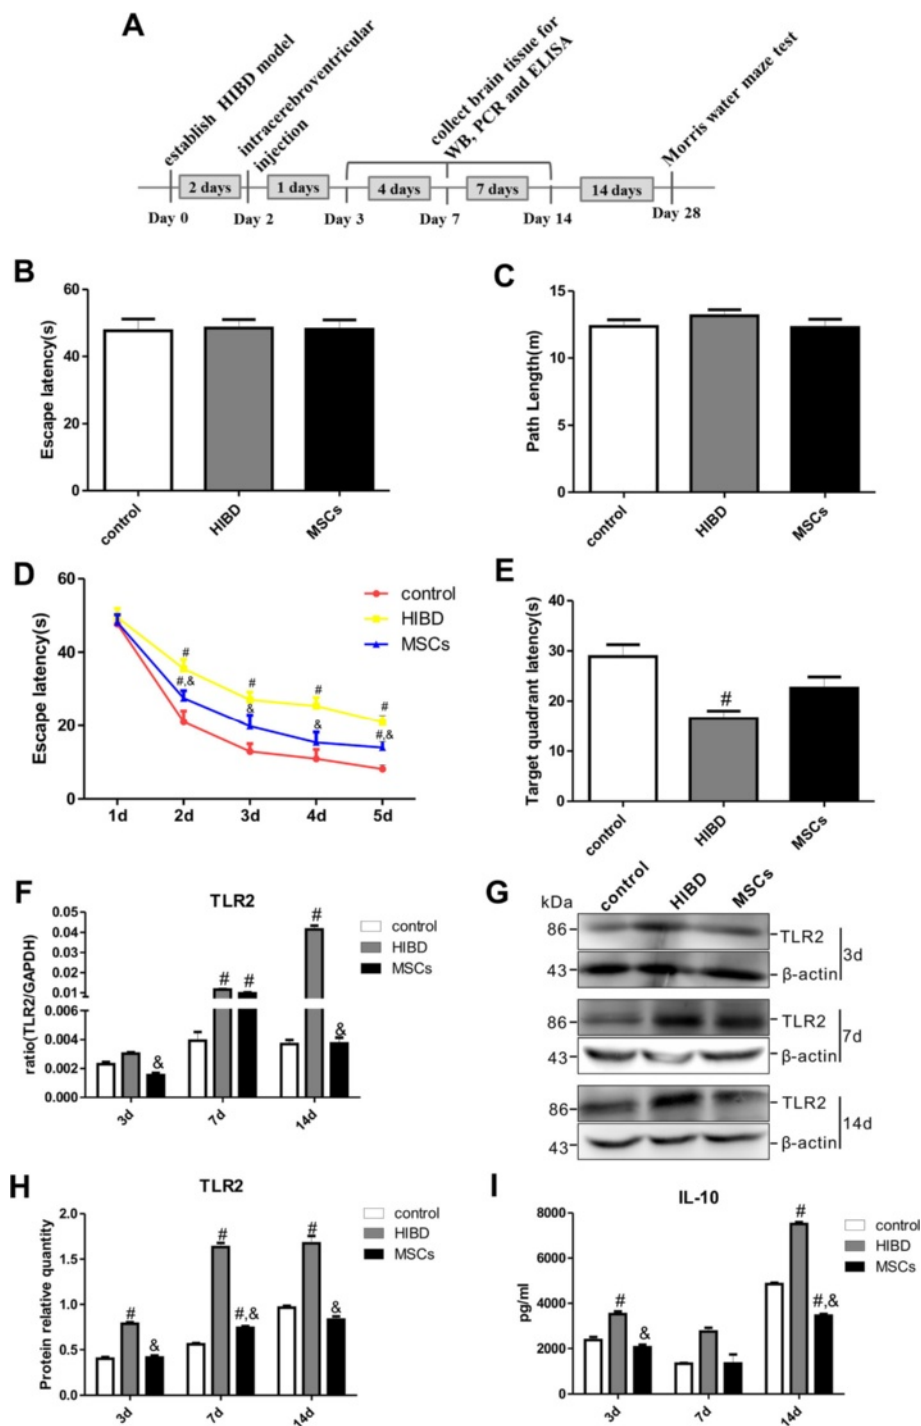 A
establish HIBD model
intracerebroventricular
injection
collect brain tissue for
WB, PCR and ELISA
Morris water maze test
2 days
1 days
4 days
7 days
14 days
Day 0
Day 2
Day 3
Day 7
Day 14
Day 28
B
Escape latency(s)
60
40
20
0
control
HIBD
MSCs
C
Path Length(m)
15
10
5
0
control
HIBD
MSCs
D
Escape latency(s)
60
40
20
0
control
HIBD
MSCs
#
#,&
#
&
#
&
#
#,&
1d
2d
3d
4d
5d
E
Target quadrant latency(s)
40
30
20
10
0
#
control
HIBD
MSCs
F
TLR2
ratio(TLR2/GAPDH)
0.05
0.04
0.03
0.02
0.01
0.006
0.004
0.002
0.000
control
HIBD
MSCs
&
#
#
#
&
3d
7d
14d
G
kDa
control
HIBD
MSCs
86
TLR2
43
β-actin
3d
86
TLR2
43
β-actin
7d
86
TLR2
43
β-actin
14d
H
TLR2
Protein relative quantity
2.0
1.5
1.0
0.5
0.0
control
HIBD
MSCs
#
&
#
#,&
#
&
3d
7d
14d
I
IL-10
pg/ml
8000
6000
4000
2000
0
control
HIBD
MSCs
#
&
#
#,&
3d
7d
14d